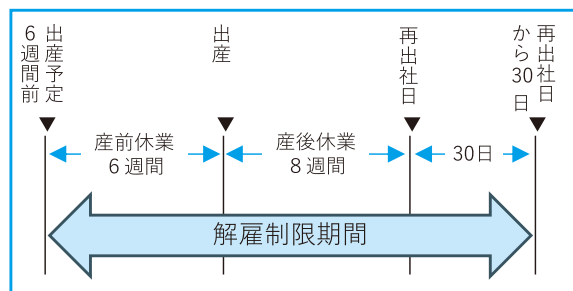 出産予定
6週間前
出産
再出社日
再出社日
から30日
産前休業
6週間
産後休業
8週間
30日
解雇制限期間